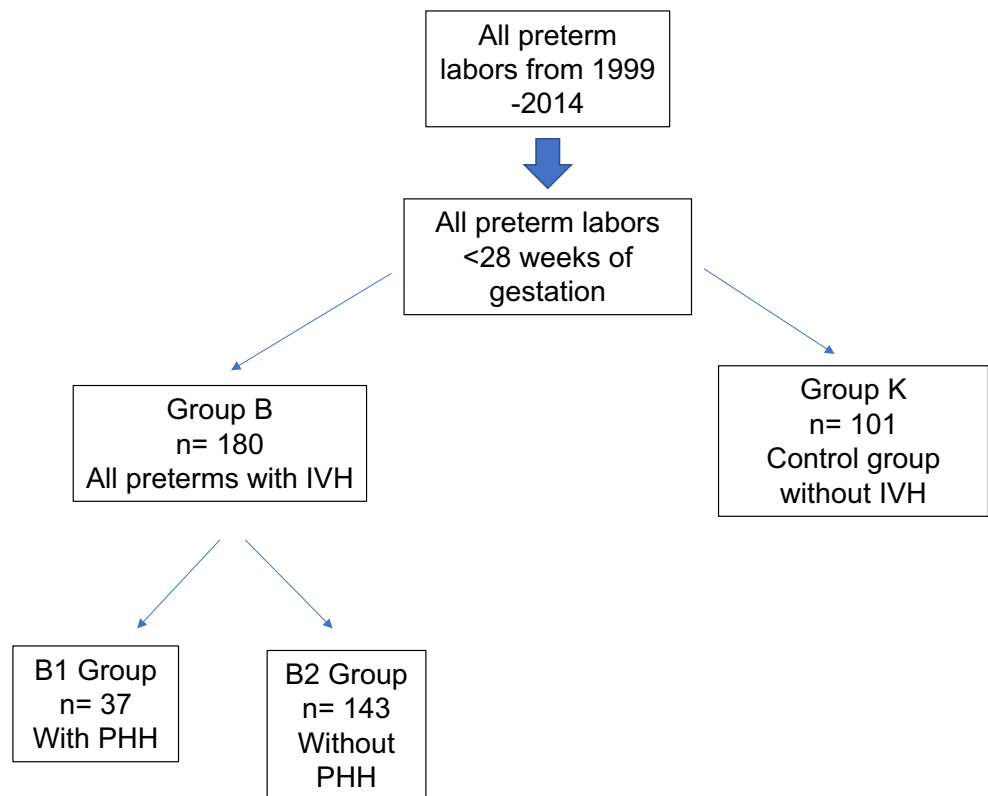 All preterm
labors from 1999
-2014
All preterm labors
<28 weeks of
gestation
Group B
n= 180
All preterms with IVH
Group K
n= 101
Control group
without IVH
B1 Group
n= 37
With PHH
B2 Group
n= 143
Without
PHH